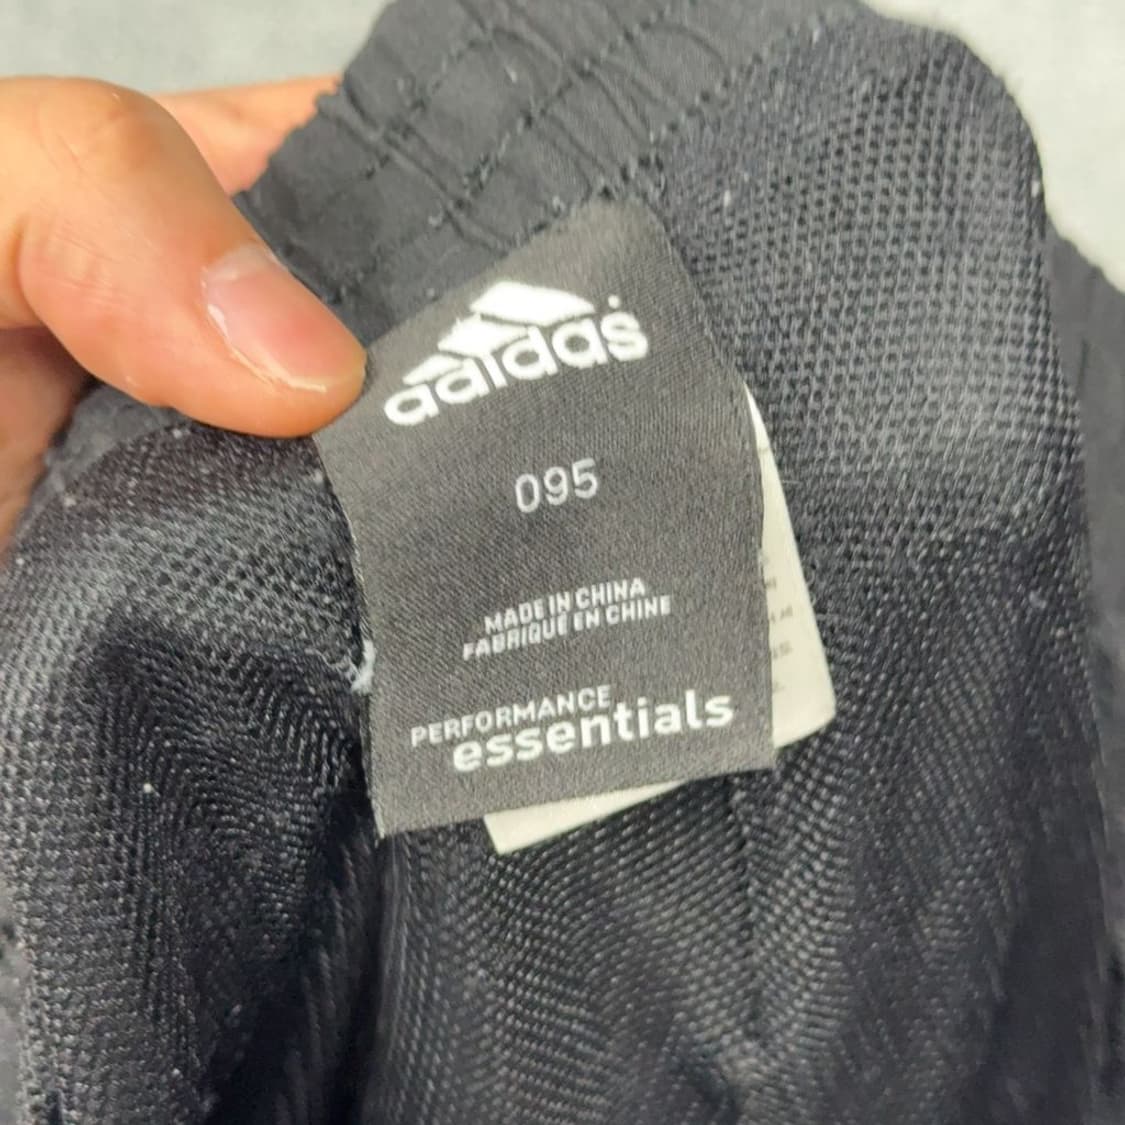 adidas
095
MADE IN CHINA
FABRIQUÉ EN CHINE
PERFORMANCE
essentials